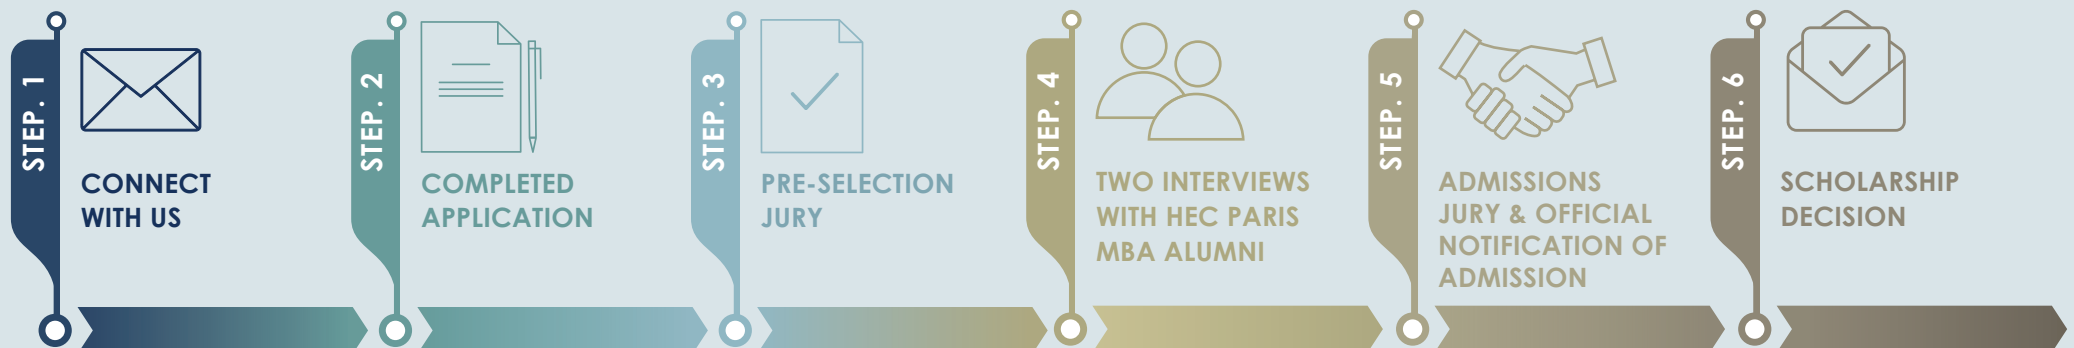 STEP. 1
CONNECT
WITH US
STEP. 2
COMPLETED
APPLICATION
STEP. 3
PRE-SELECTION
JURY
STEP. 4
TWO INTERVIEWS
WITH HEC PARIS
MBA ALUMNI
STEP. 5
ADMISSIONS
JURY & OFFICIAL
NOTIFICATION OF
ADMISSION
STEP. 6
SCHOLARSHIP
DECISION